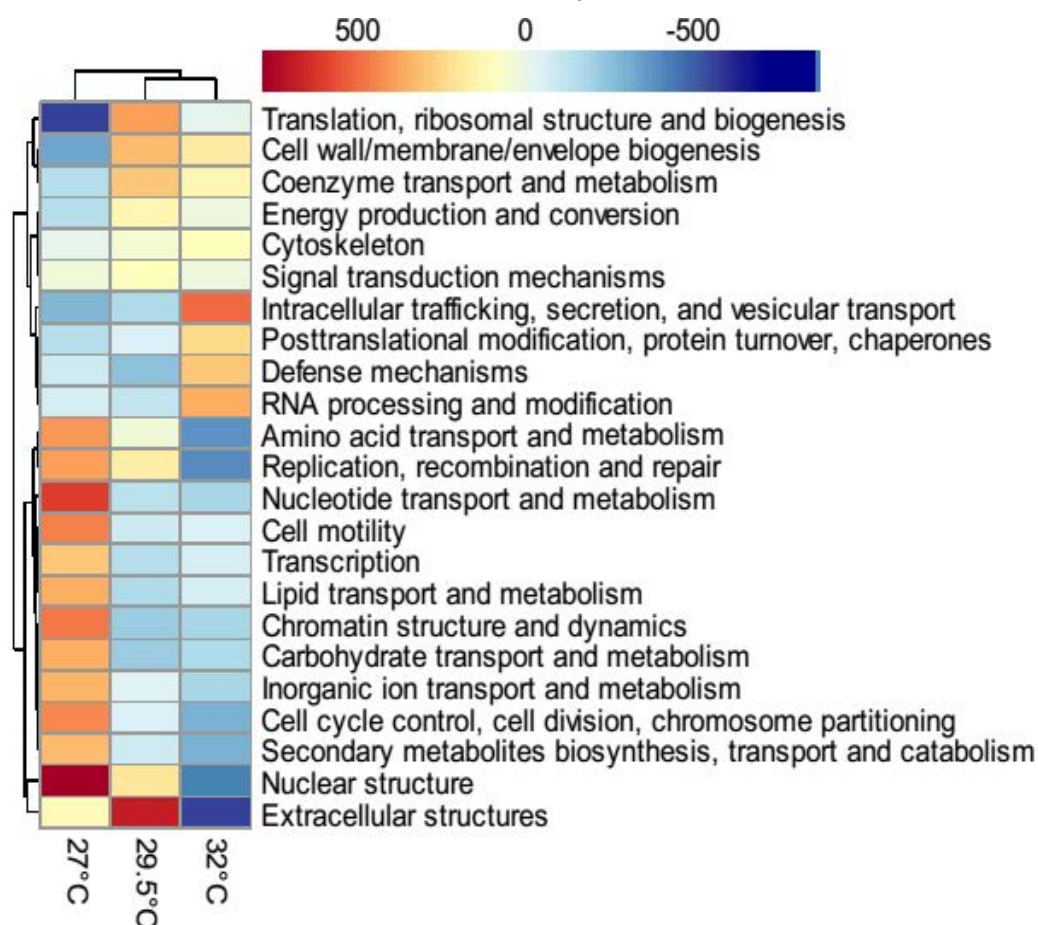 500 0 -500
Translation, ribosomal structure and biogenesis
Cell wall/membrane/envelope biogenesis
Coenzyme transport and metabolism
Energy production and conversion
Cytoskeleton
Signal transduction mechanisms
Intracellular trafficking, secretion, and vesicular transport
Posttranslational modification, protein turnover, chaperones
Defense mechanisms
RNA processing and modification
Amino acid transport and metabolism
Replication, recombination and repair
Nucleotide transport and metabolism
Cell motility
Transcription
Lipid transport and metabolism
Chromatin structure and dynamics
Carbohydrate transport and metabolism
Inorganic ion transport and metabolism
Cell cycle control, cell division, chromosome partitioning
Secondary metabolites biosynthesis, transport and catabolism
Nuclear structure
Extracellular structures
27°C
29.5°C
32°C